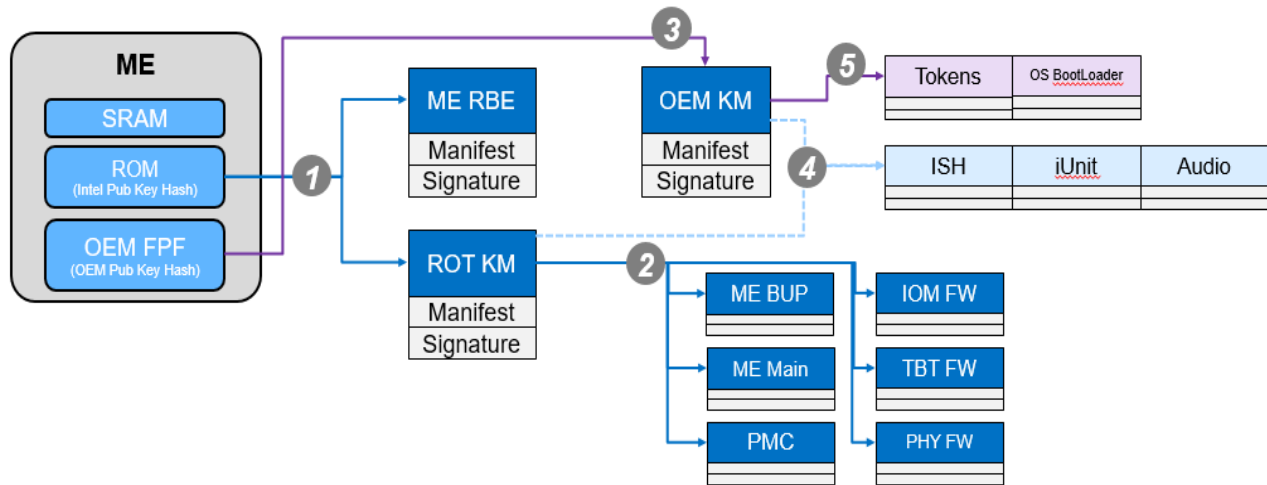 ME
SRAM
ROM
(Intel Pub Key Hash)
OEM FPF
(OEM Pub Key Hash)
1
ME RBE
Manifest
Signature
ROT KM
Manifest
Signature
3
OEM KM
Manifest
Signature
2
ME BUP
IOM FW
ME Main
TBT FW
PMC
PHY FW
5
Tokens
OS BootLoader
4
ISH
iUnit
Audio